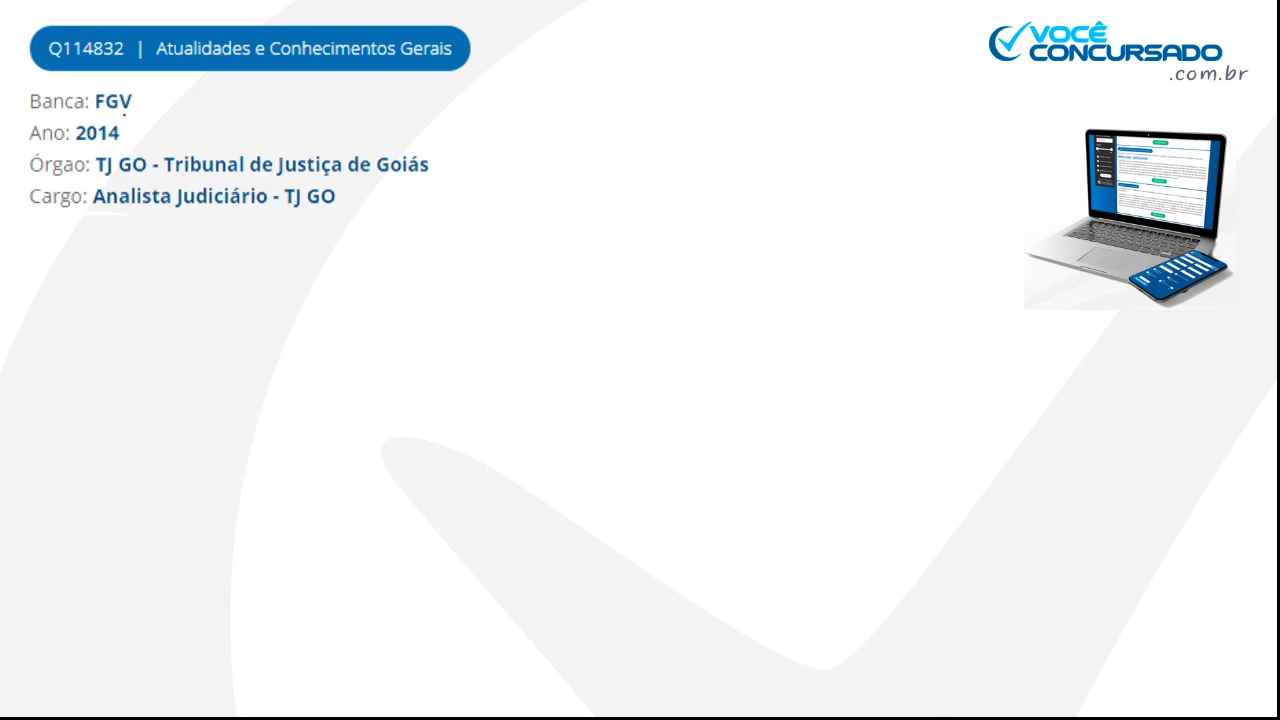 Q114832 | Atualidades e Conhecimentos Gerais
VOCÊ
CONCURSADO
.com.br
Banca: FGV
Ano: 2014
Órgao: TJ GO - Tribunal de Justiça de Goiás
Cargo: Analista Judiciário - TJ GO